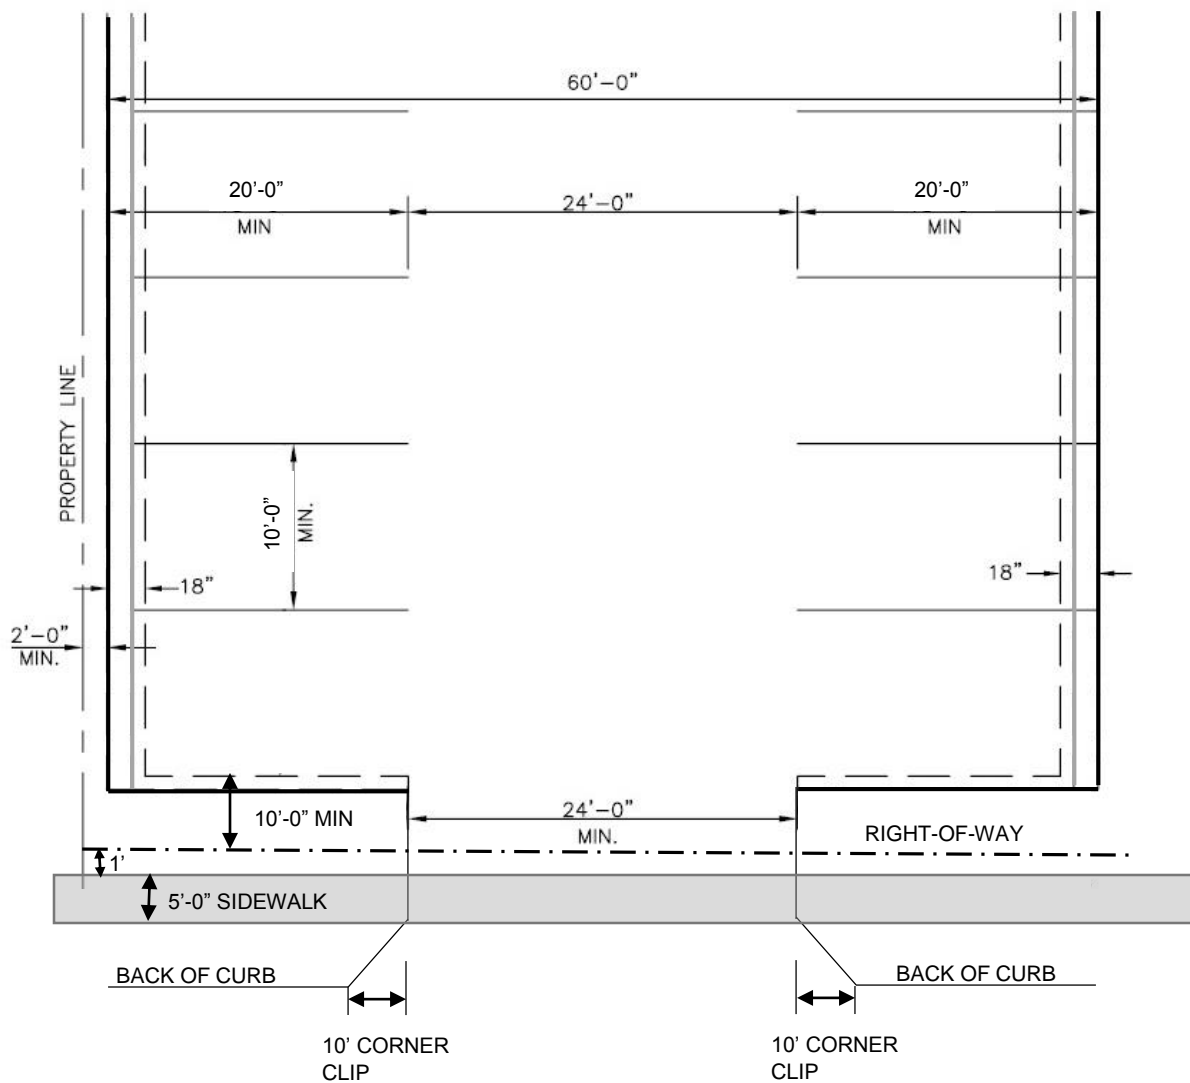 60'-0"
20'-0"
MIN
24'-0"
20'-0"
MIN
PROPERTY LINE
10'-0"
MIN.
18"
18"
2'-0"
MIN.
10'-0" MIN
24'-0"
MIN.
RIGHT-OF-WAY
1'
5'-0" SIDEWALK
BACK OF CURB
BACK OF CURB
10' CORNER
CLIP
10' CORNER
CLIP